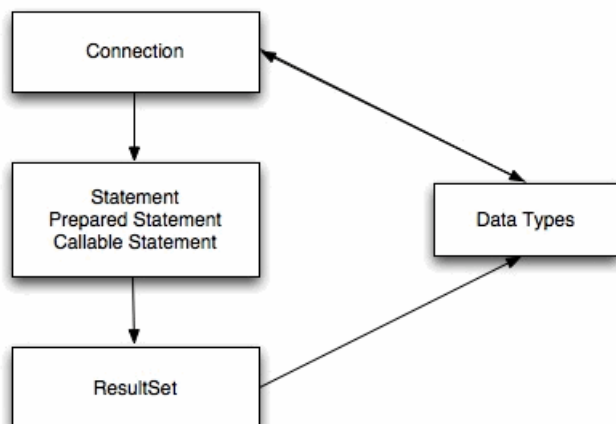 Connection
Statement
Prepared Statement
Callable Statement
Data Types
ResultSet